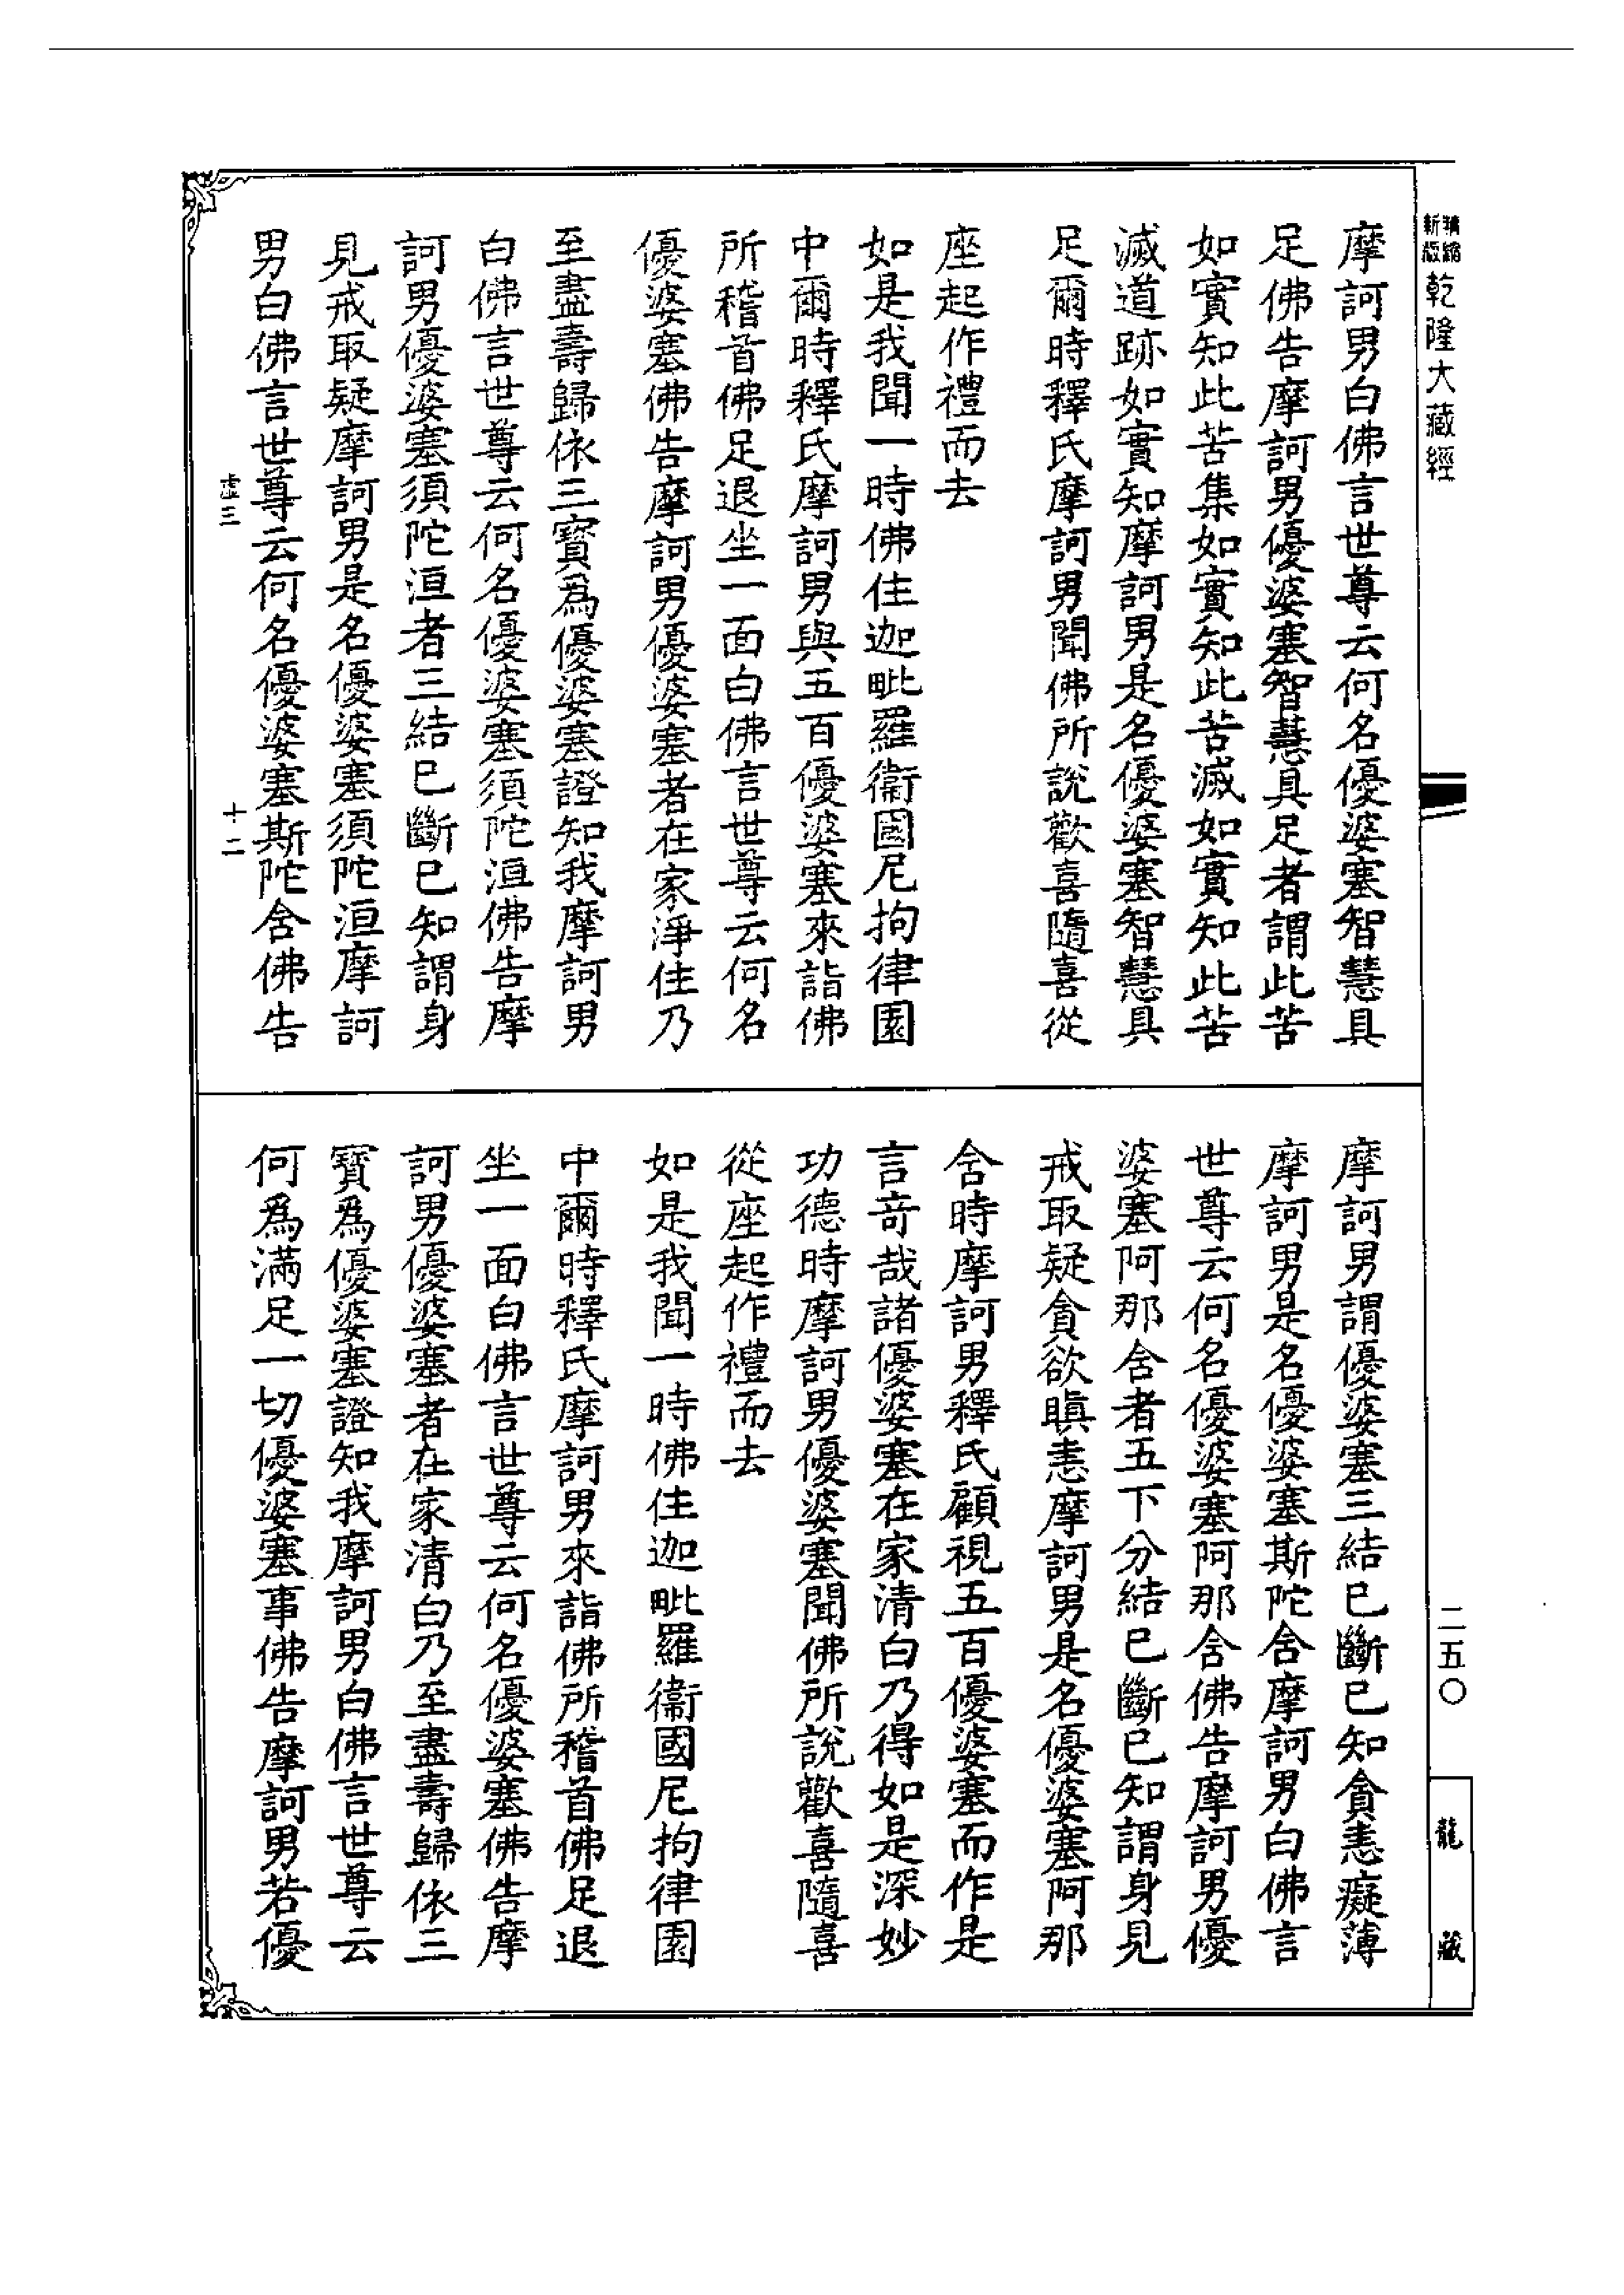 精縮
新版
乾隆大藏經
摩訶男白佛言世尊云何名優婆塞智慧具
足佛告摩訶男優婆塞智慧具足者謂此苦
如實知此苦集如實知此苦滅如實知此苦
滅道跡如實知摩訶男是名優婆塞智慧具
足爾時釋氏摩訶男聞佛所說歡喜隨喜從
座起作禮而去
如是我聞一時佛住迦毗羅衛國尼拘律園
中爾時釋氏摩訶男與五百優婆塞來詣佛
所稽首佛足退坐一面白佛言世尊云何名
優婆塞佛告摩訶男優婆塞者在家淨住乃
至盡壽歸依三寶為優婆塞證知我摩訶男
白佛言世尊云何名優婆塞須陀洹佛告摩
訶男優婆塞須陀洹者三結已斷已知謂身
見戒取疑摩訶男是名優婆塞須陀洹摩訶
男白佛言世尊云何名優婆塞斯陀含佛告
虛三
十二
摩訶男謂優婆塞三結已斷已知貪恚癡薄
摩訶男是名優婆塞斯陀含摩訶男白佛言
世尊云何名優婆塞阿那含佛告摩訶男優
婆塞阿那含者五下分結已斷已知謂身見
戒取疑貪欲瞋恚摩訶男是名優婆塞阿那
含時摩訶男釋氏顧視五百優婆塞而作是
言奇哉諸優婆塞在家清白乃得如是深妙
功德時摩訶男優婆塞聞佛所說歡喜隨喜
從座起作禮而去
如是我聞一時佛住迦毗羅衛國尼拘律園
中爾時釋氏摩訶男來詣佛所稽首佛足退
坐一面白佛言世尊云何名優婆塞佛告摩
訶男優婆塞者在家清白乃至盡壽歸依三
寶為優婆塞證知我摩訶男白佛言世尊云
何為滿足一切優婆塞事佛告摩訶男若優
二五〇
龍藏